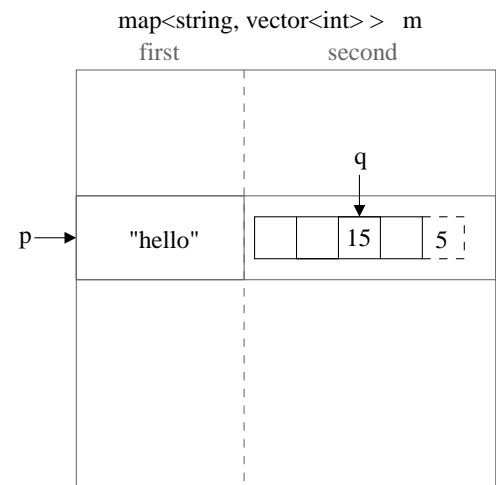 map<string, vector<int> > m
first second
q
p "hello" 15 5